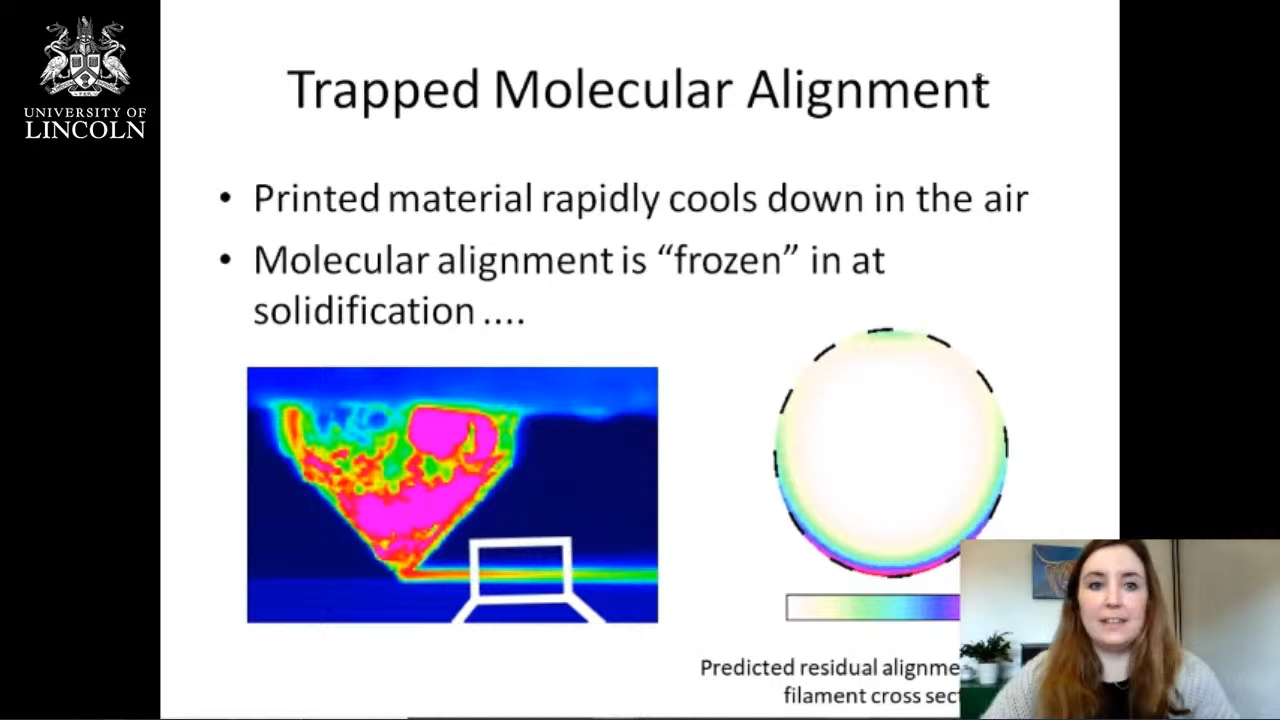 UNIVERSITY OF
LINCOLN
Trapped Molecular Alignment
• Printed material rapidly cools down in the air
• Molecular alignment is “frozen” in at
solidification ....
Predicted residual alignme
filament cross sec